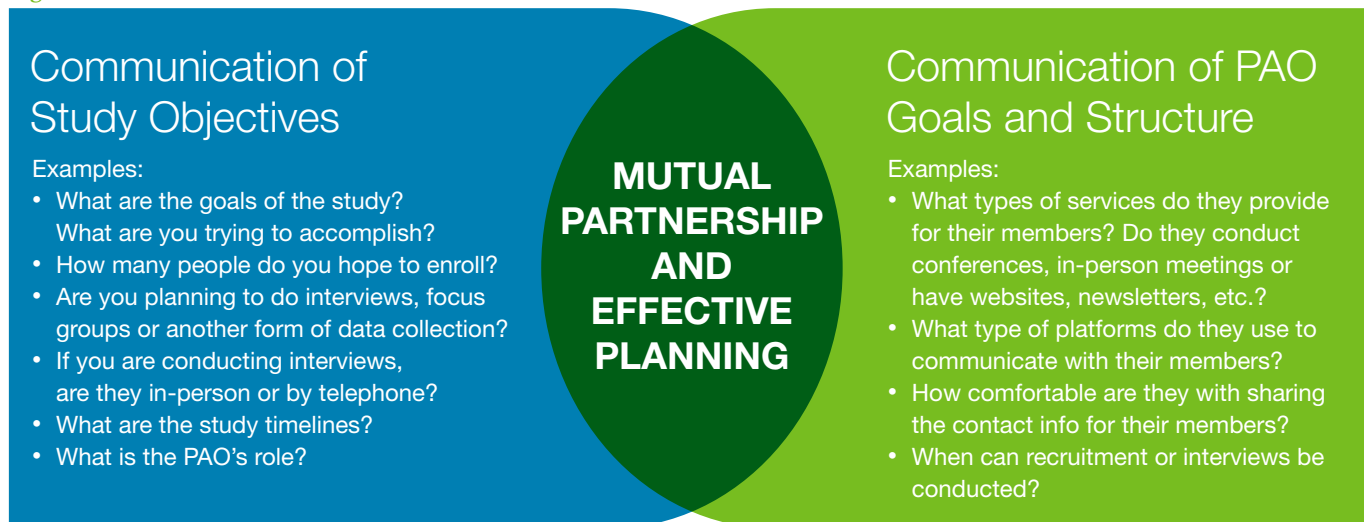 Communication of
Study Objectives
Examples:
• What are the goals of the study?
What are you trying to accomplish?
• How many people do you hope to enroll?
• Are you planning to do interviews, focus
groups or another form of data collection?
• If you are conducting interviews,
are they in-person or by telephone?
• What are the study timelines?
• What is the PAO’s role?
MUTUAL
PARTNERSHIP
AND
EFFECTIVE
PLANNING
Communication of PAO
Goals and Structure
Examples:
• What types of services do they provide
for their members? Do they conduct
conferences, in-person meetings or
have websites, newsletters, etc.?
• What type of platforms do they use to
communicate with their members?
• How comfortable are they with sharing
the contact info for their members?
• When can recruitment or interviews be
conducted?